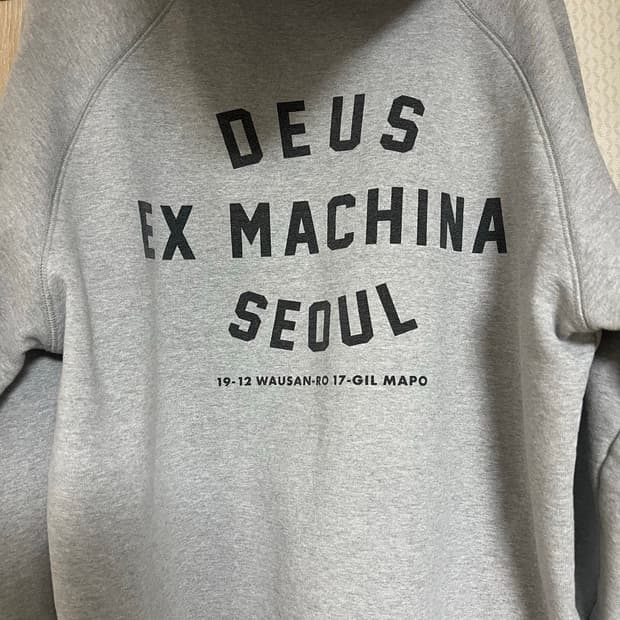 DEUS
EX MACHINA
SEOUL
19-12 WAUSAN-RO 17-GIL MAPO